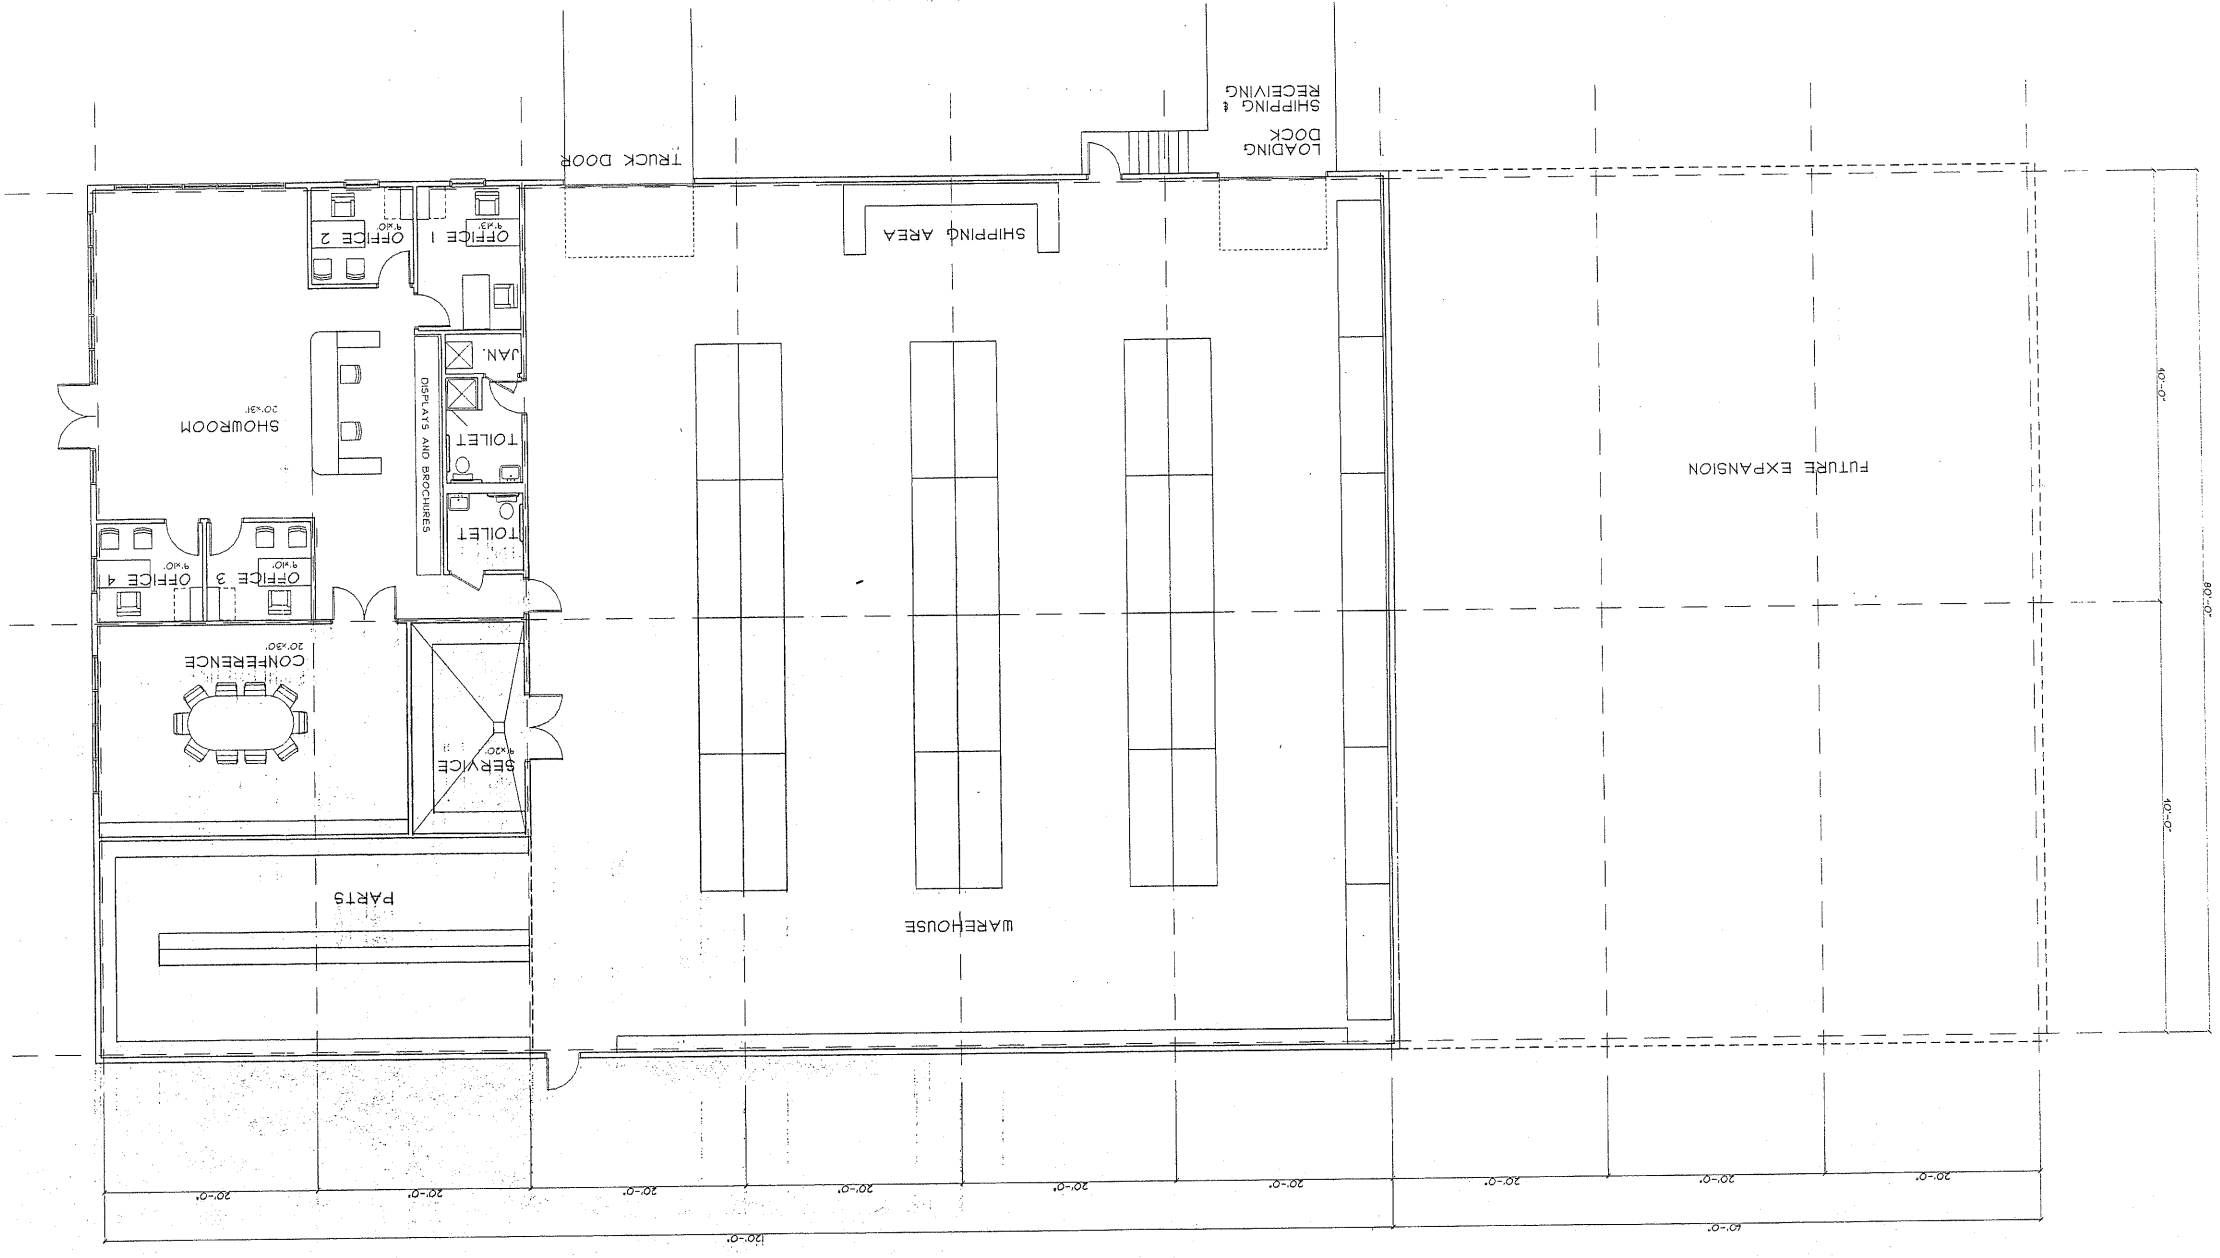 120'-0"
60'-0"
20'-0"
20'-0"
20'-0"
20'-0"
20'-0"
20'-0"
20'-0"
20'-0"
20'-0"
WAREHOUSE
PARTS
40'-0"
SERVICE
9'x20'
CONFERENCE
20'x30'
80'-0"
OFFICE 3
9'x10'
OFFICE 4
9'x10'
TOILET
FUTURE EXPANSION
TOILET
DISPLAYS AND BROCHURES
SHOWROOM
20'x31'
40'-0"
JAN.
SHIPPING AREA
OFFICE 1
9'x13'
OFFICE 2
9'x10'
TRUCK DOOR
LOADING
DOCK
SHIPPING &
RECEIVING